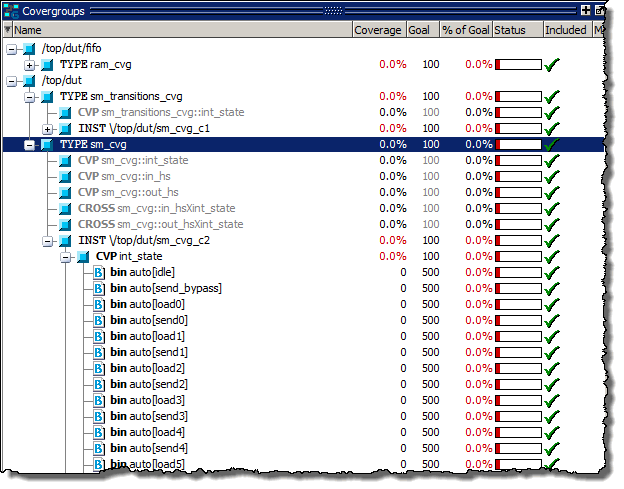 Covergroups
Name Coverage Goal % of Goal Status Included M
/top/dut/fifo
TYPE ram_cvg 0.0% 100 0.0%
/top/dut
TYPE sm_transitions_cvg 0.0% 100 0.0%
CVP sm_transitions_cvg::int_state 0.0% 100 0.0%
INST \/top/dut/sm_cvg_c1 0.0% 100 0.0%
TYPE sm_cvg 0.0% 100 0.0%
CVP sm_cvg::int_state 0.0% 100 0.0%
CVP sm_cvg::in_hs 0.0% 100 0.0%
CVP sm_cvg::out_hs 0.0% 100 0.0%
CROSS sm_cvg::in_hsXint_state 0.0% 100 0.0%
CROSS sm_cvg::out_hsXint_state 0.0% 100 0.0%
INST \/top/dut/sm_cvg_c2 0.0% 100 0.0%
CVP int_state 0.0% 100 0.0%
B bin auto[idle] 0 500 0.0%
B bin auto[send_bypass] 0 500 0.0%
B bin auto[load0] 0 500 0.0%
B bin auto[send0] 0 500 0.0%
B bin auto[load1] 0 500 0.0%
B bin auto[send1] 0 500 0.0%
B bin auto[load2] 0 500 0.0%
B bin auto[send2] 0 500 0.0%
B bin auto[load3] 0 500 0.0%
B bin auto[send3] 0 500 0.0%
B bin auto[load4] 0 500 0.0%
B bin auto[send4] 0 500 0.0%
B bin auto[load5] 0 500 0.0%